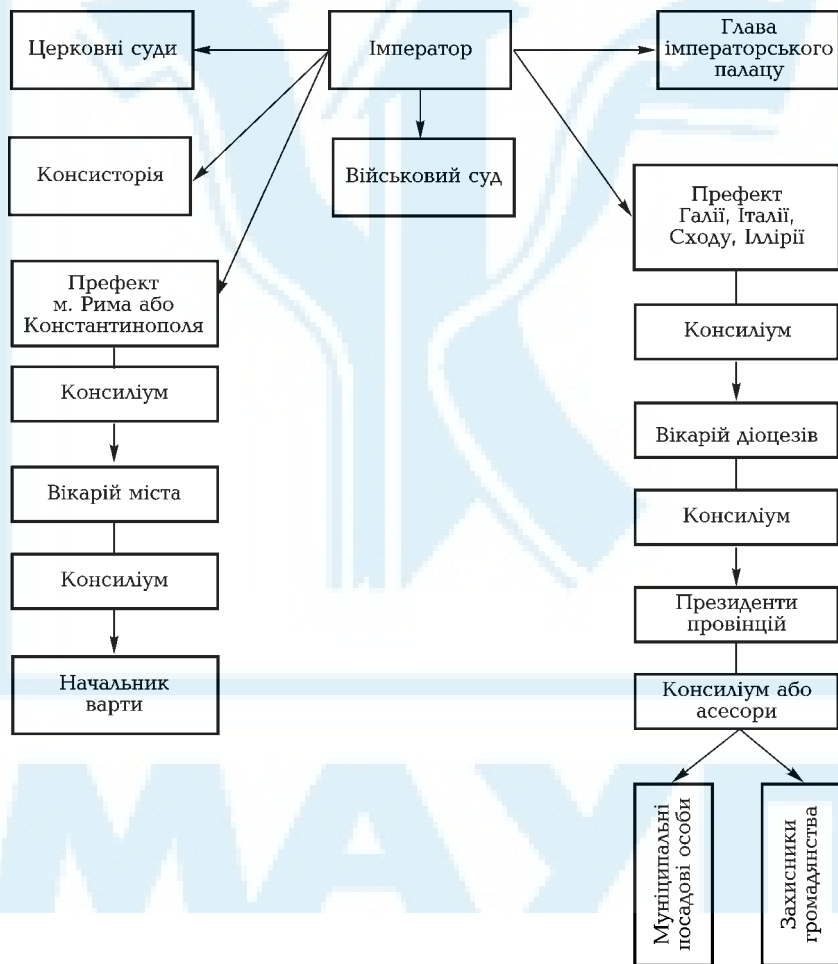 Церковні суди
Імператор
Глава
імператорського
палацу
Консисторія
Військовий суд
Префект
Галії, Італії,
Сходу, Іллірії
Префект
м. Рима або
Константинополя
Консиліум
Консиліум
Вікарій діоцезів
Вікарій міста
Консиліум
Консиліум
Президенти
провінцій
Начальник
варти
Консиліум або
асесори
Муніципальні
посадові особи
Захисники
громадянства
МАУП